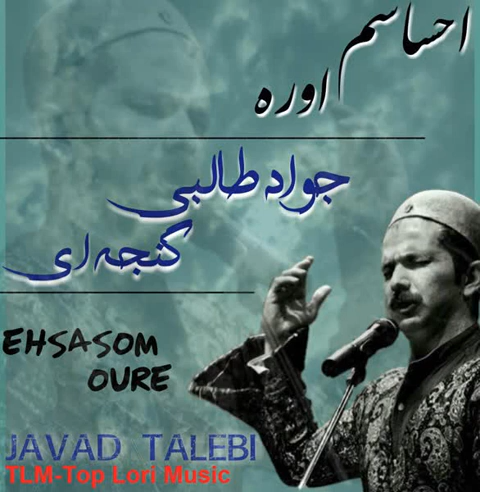 احساسم
اوره
جواد طالبی
گنجه ای
EHSASOM
OURE
JAVAD TALEBI
TLM-Top Lori Music